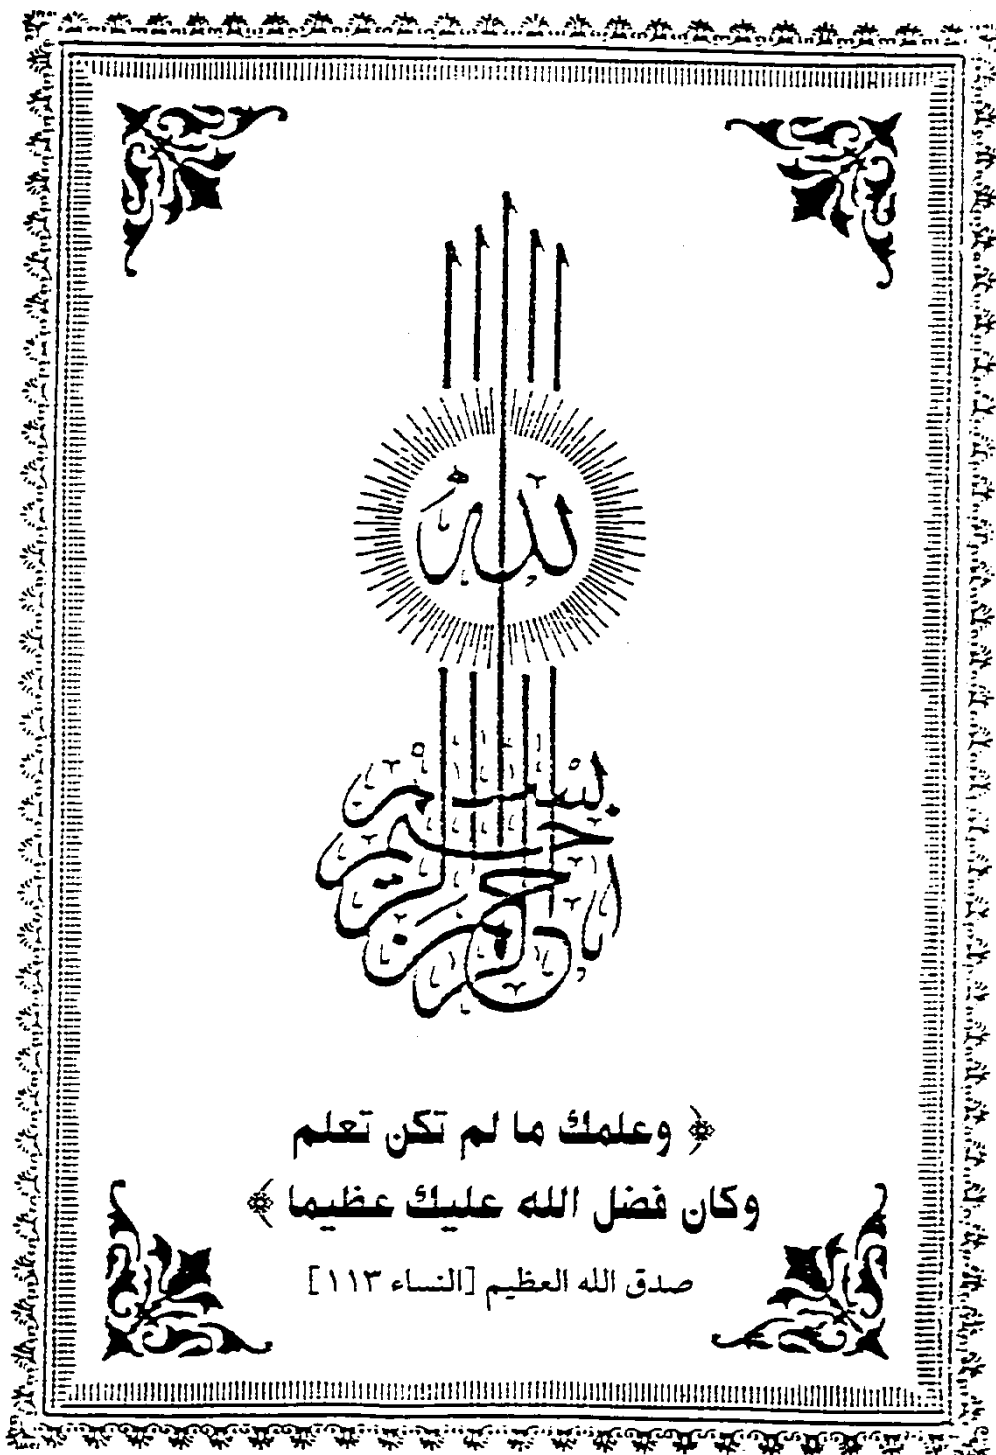 بسم الله الرحمن الرحيم
﴿ وعلمك ما لم تكن تعلم
وكان فضل الله عليك عظيما ﴾
صدق الله العظيم [النساء ١١٣]